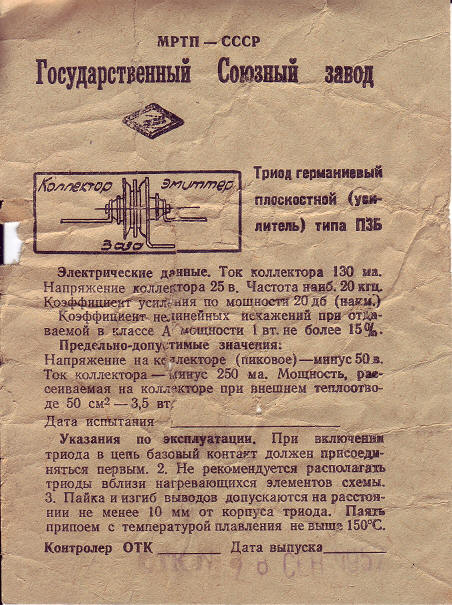 МРТП — СССР
Государственный Союзный завод
Коллектор Эмиттер
База
Триод германиевый
плоскостной (уси-
литель) типа П3Б
Электрические данные. Ток коллектора 130 ма.
Напряжение коллектора 25 в. Частота наиб. 20 кгц.
Коэффициент усиления по мощности 20 дб (наим.)
Коэффициент нелинейных искажений при отда-
ваемой в классе А мощности 1 вт. не более 15%.
Предельно-допустимые значения:
Напряжение на коллекторе (пиковое)—минус 50 в.
Ток коллектора—минус 250 ма. Мощность, рас-
сеиваемая на коллекторе при внешнем теплоотво-
де 50 см² — 3,5 вт.
Дата испытания
Указания по эксплуатации. При включении
триода в цепь базовый контакт должен присоеди-
няться первым. 2. Не рекомендуется располагать
триоды вблизи нагревающихся элементов схемы.
3. Пайка и изгиб выводов допускаются на расстоя-
нии не менее 10 мм от корпуса триода. Паять
припоем с температурой плавления не выше 150°С.
Контролер ОТК Дата выпуска